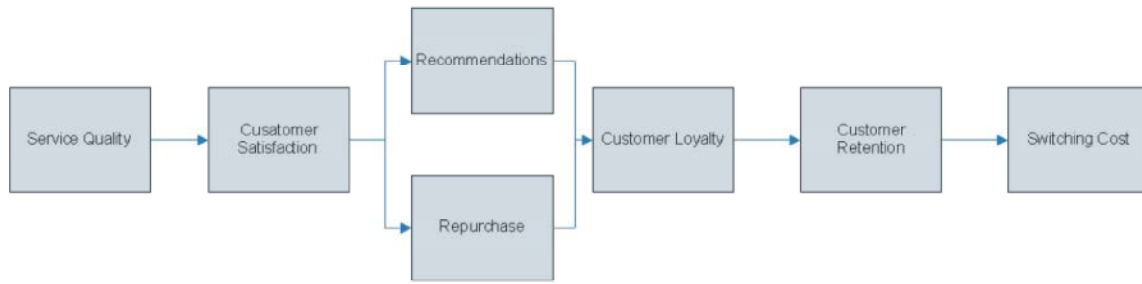 Service Quality
Cusatomer
Satisfaction
Recommendations
Repurchase
Customer Loyalty
Customer
Retention
Switching Cost